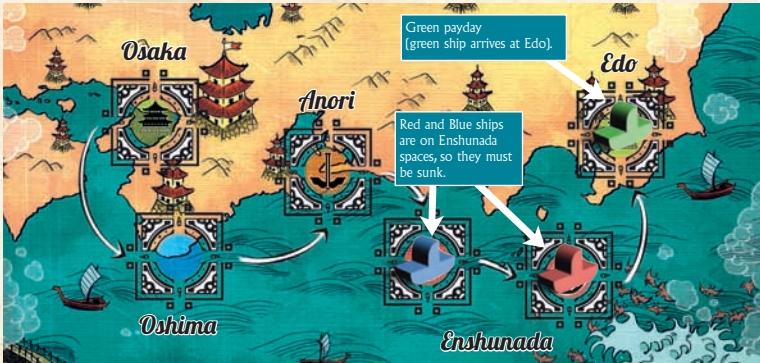 Green payday
(green ship arrives at Edo).
Osaka
Edo
Anori
Red and Blue ships
are on Enshunada
spaces, so they must
be sunk.
Oshima
Enshunada